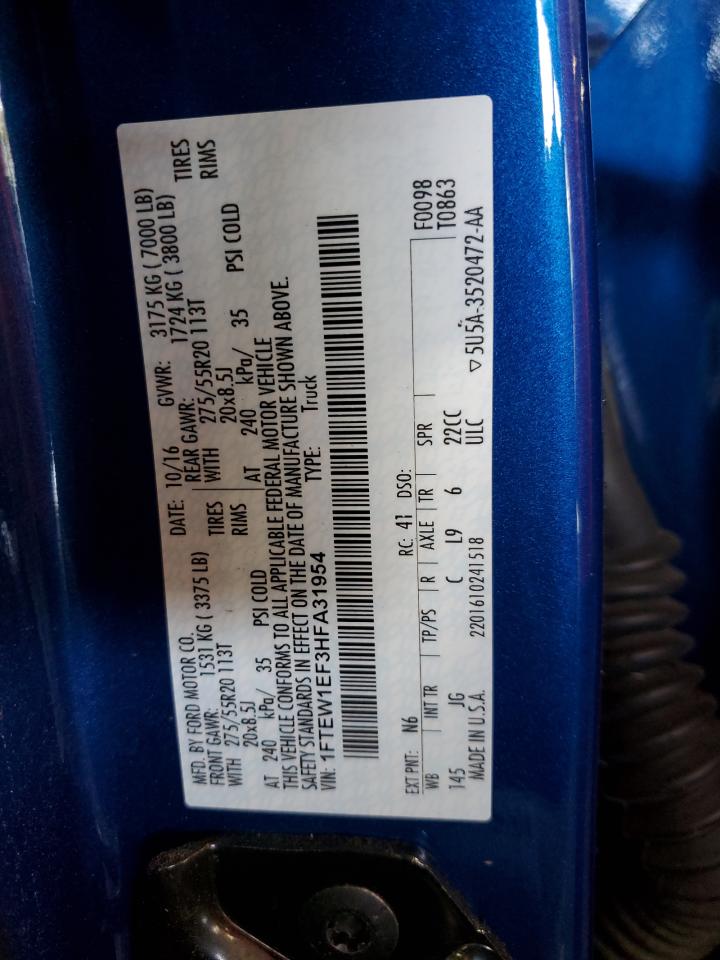 MFD. BY FORD MOTOR CO. DATE: 10/16 GVWR: 3175 KG ( 7000 LB)
FRONT GAWR: 1531 KG ( 3375 LB) REAR GAWR: 1724 KG ( 3800 LB)
WITH 275/55R20 113T TIRES WITH 275/55R20 113T TIRES
20x8.5J RIMS 20x8.5J RIMS
AT 240 kPa/ 35 PSI COLD AT 240 kPa/ 35 PSI COLD
THIS VEHICLE CONFORMS TO ALL APPLICABLE FEDERAL MOTOR VEHICLE
SAFETY STANDARDS IN EFFECT ON THE DATE OF MANUFACTURE SHOWN ABOVE.
VIN: 1FTEW1EF3HFA31954 TYPE: Truck
EXT PNT: N6 RC: 41 DSO: F0098
WB INT TR TP/PS R AXLE TR SPR T0863
145 JG C L9 6 22CC
MADE IN U.S.A. 2201610241518 ULC ▽5U5A-3520472-AA